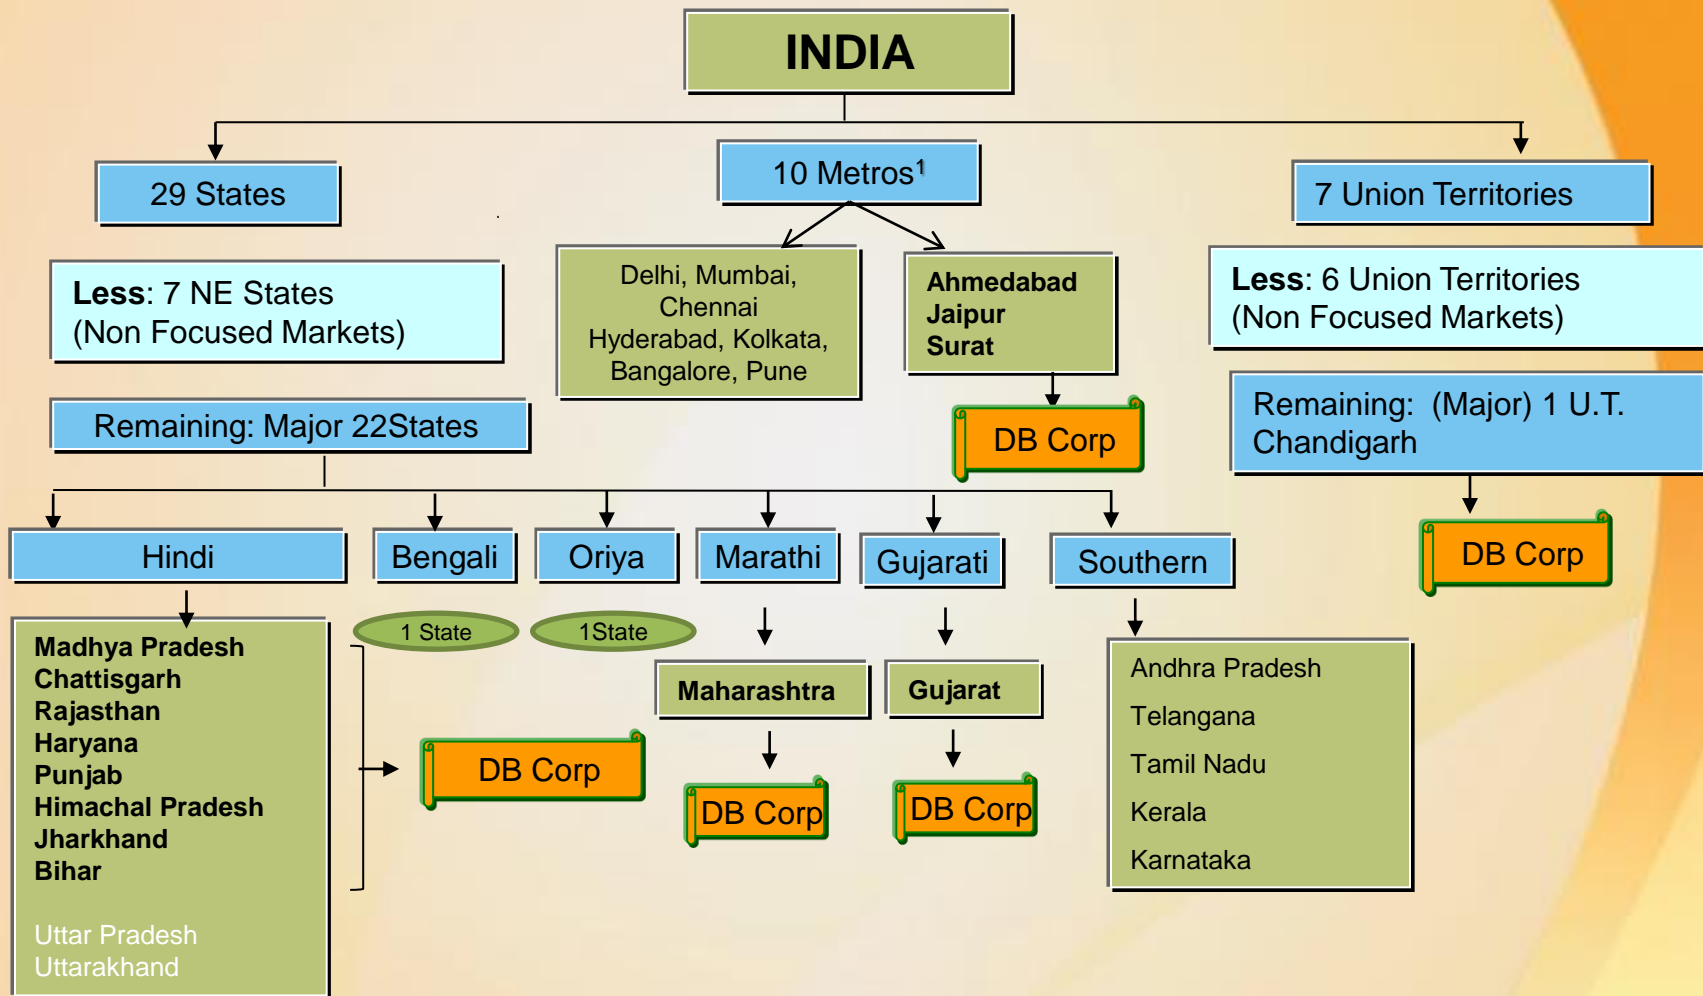 INDIA
29 States
10 Metros¹
7 Union Territories
Less: 7 NE States
(Non Focused Markets)
Delhi, Mumbai,
Chennai
Hyderabad, Kolkata,
Bangalore, Pune
Ahmedabad
Jaipur
Surat
Less: 6 Union Territories
(Non Focused Markets)
Remaining: Major 22States
DB Corp
Remaining: (Major) 1 U.T.
Chandigarh
DB Corp
Hindi
Bengali
Oriya
Marathi
Gujarati
Southern
Madhya Pradesh
Chattisgarh
Rajasthan
Haryana
Punjab
Himachal Pradesh
Jharkhand
Bihar
Uttar Pradesh
Uttarakhand
DB Corp
1 State
1State
Maharashtra
DB Corp
Gujarat
DB Corp
Andhra Pradesh
Telangana
Tamil Nadu
Kerala
Karnataka